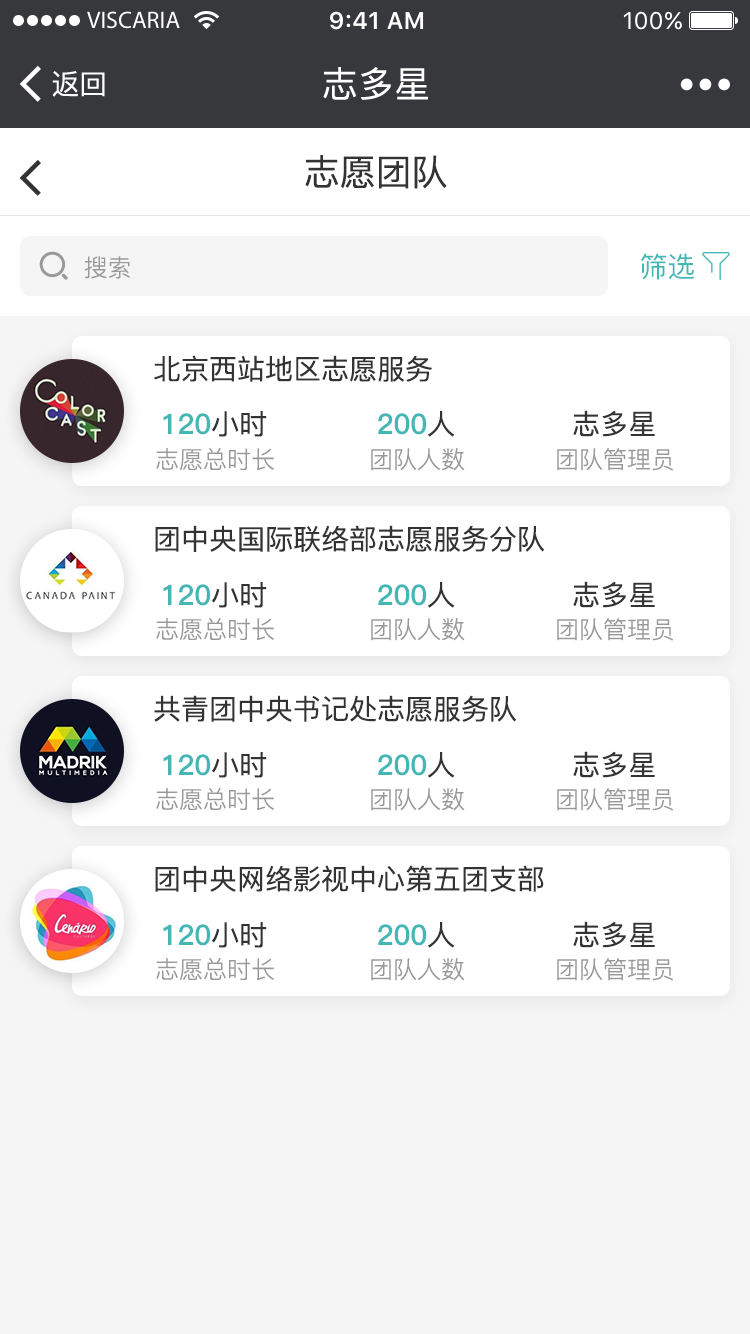 VISCARIA 9:41 AM 100%
返回 志多星
志愿团队
搜索 筛选
北京西站地区志愿服务
COLOR CAST
120小时 200人 志多星
志愿总时长 团队人数 团队管理员
团中央国际联络部志愿服务分队
CANADA PAINT
120小时 200人 志多星
志愿总时长 团队人数 团队管理员
共青团中央书记处志愿服务队
MADRIK
MULTIMEDIA
120小时 200人 志多星
志愿总时长 团队人数 团队管理员
团中央网络影视中心第五团支部
Cenário
120小时 200人 志多星
志愿总时长 团队人数 团队管理员